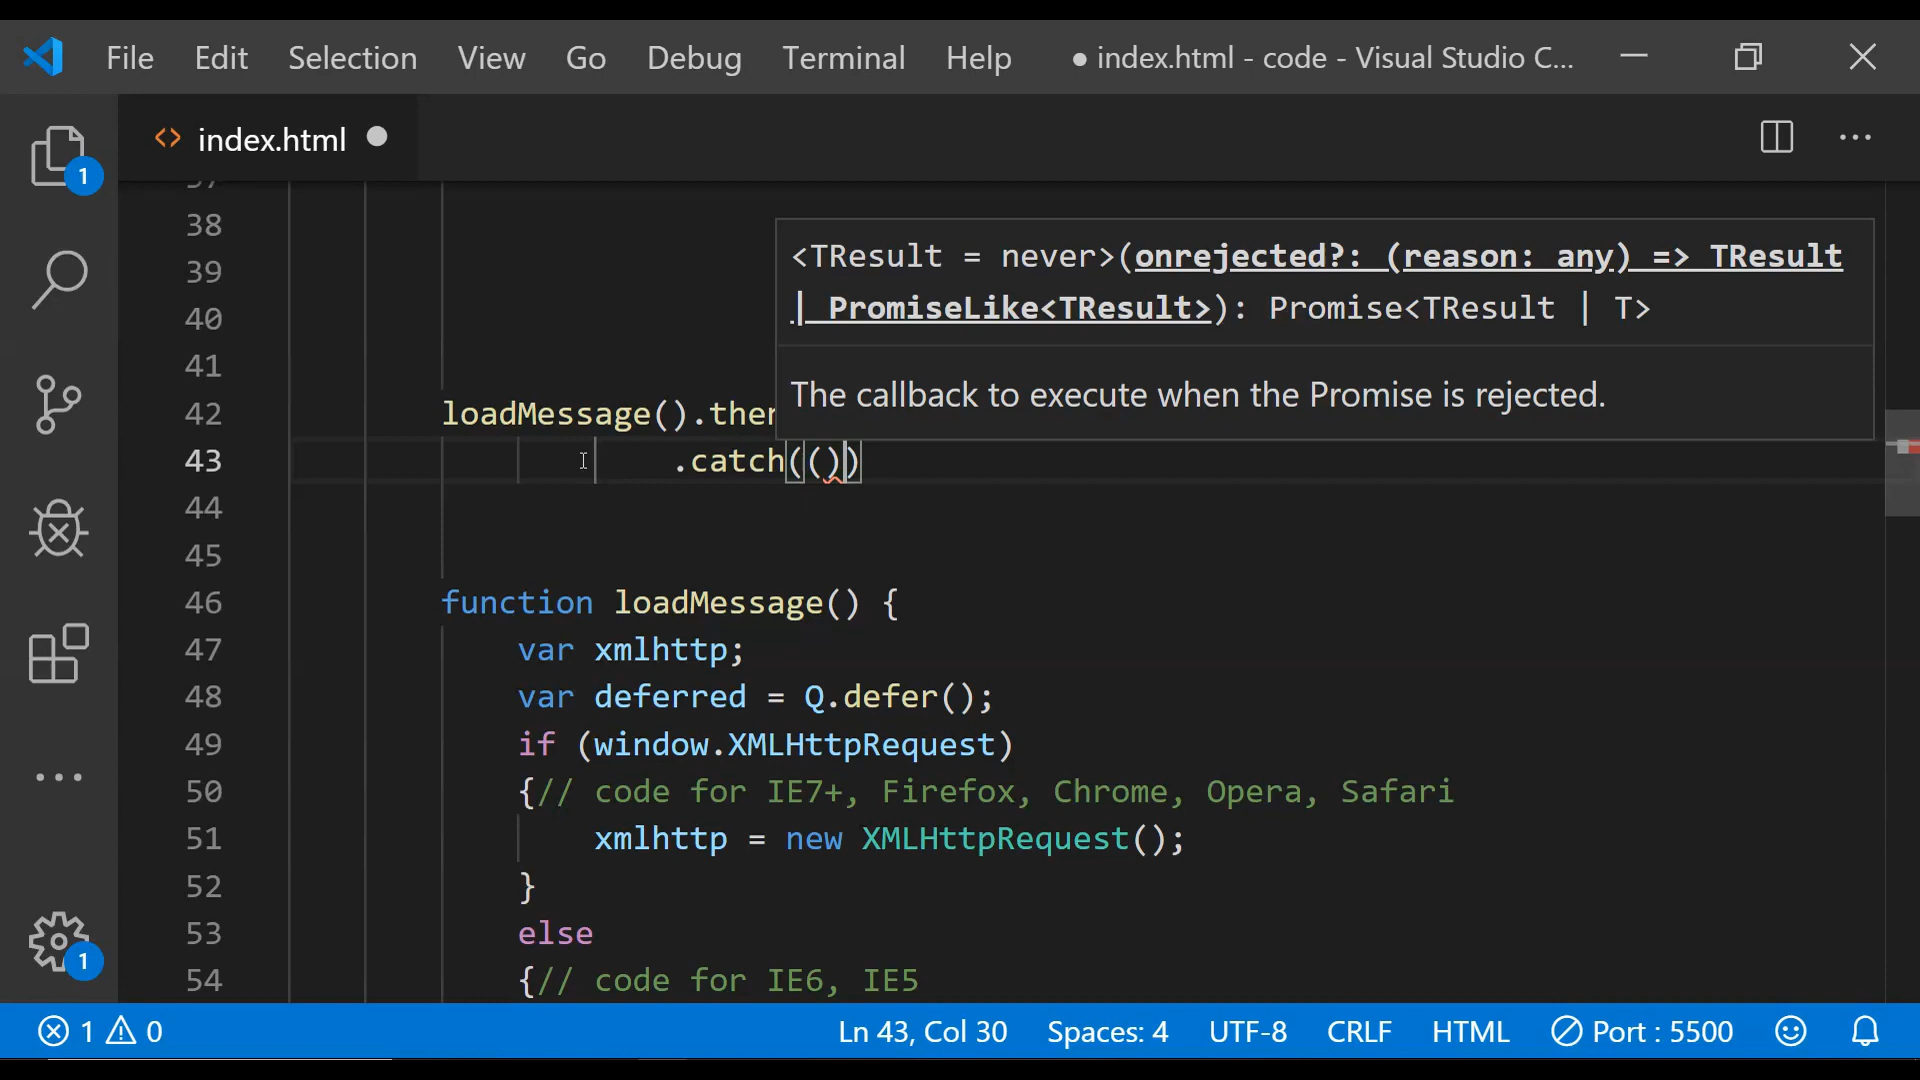 File Edit Selection View Go Debug Terminal Help ● index.html - code - Visual Studio C...
<> index.html ●
1
37
38
39
40
41
<TResult = never>(onrejected?: (reason: any) => TResult
| PromiseLike<TResult>): Promise<TResult | T>
The callback to execute when the Promise is rejected.
42 loadMessage().then
43 .catch(())
44
45
46 function loadMessage() {
47 var xmlhttp;
48 var deferred = Q.defer();
49 if (window.XMLHttpRequest)
50 {// code for IE7+, Firefox, Chrome, Opera, Safari
51 xmlhttp = new XMLHttpRequest();
52 }
53 else
54 {// code for IE6, IE5
1
1 0 Ln 43, Col 30 Spaces: 4 UTF-8 CRLF HTML Port : 5500